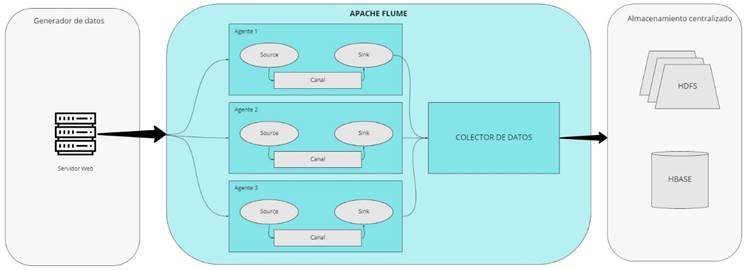 Generador de datos
Servidor Web
APACHE FLUME
Agente 1
Source
Sink
Canal
Agente 2
Source
Sink
Canal
Agente 3
Source
Sink
Canal
COLECTOR DE DATOS
Almacenamiento centralizado
HDFS
HBASE